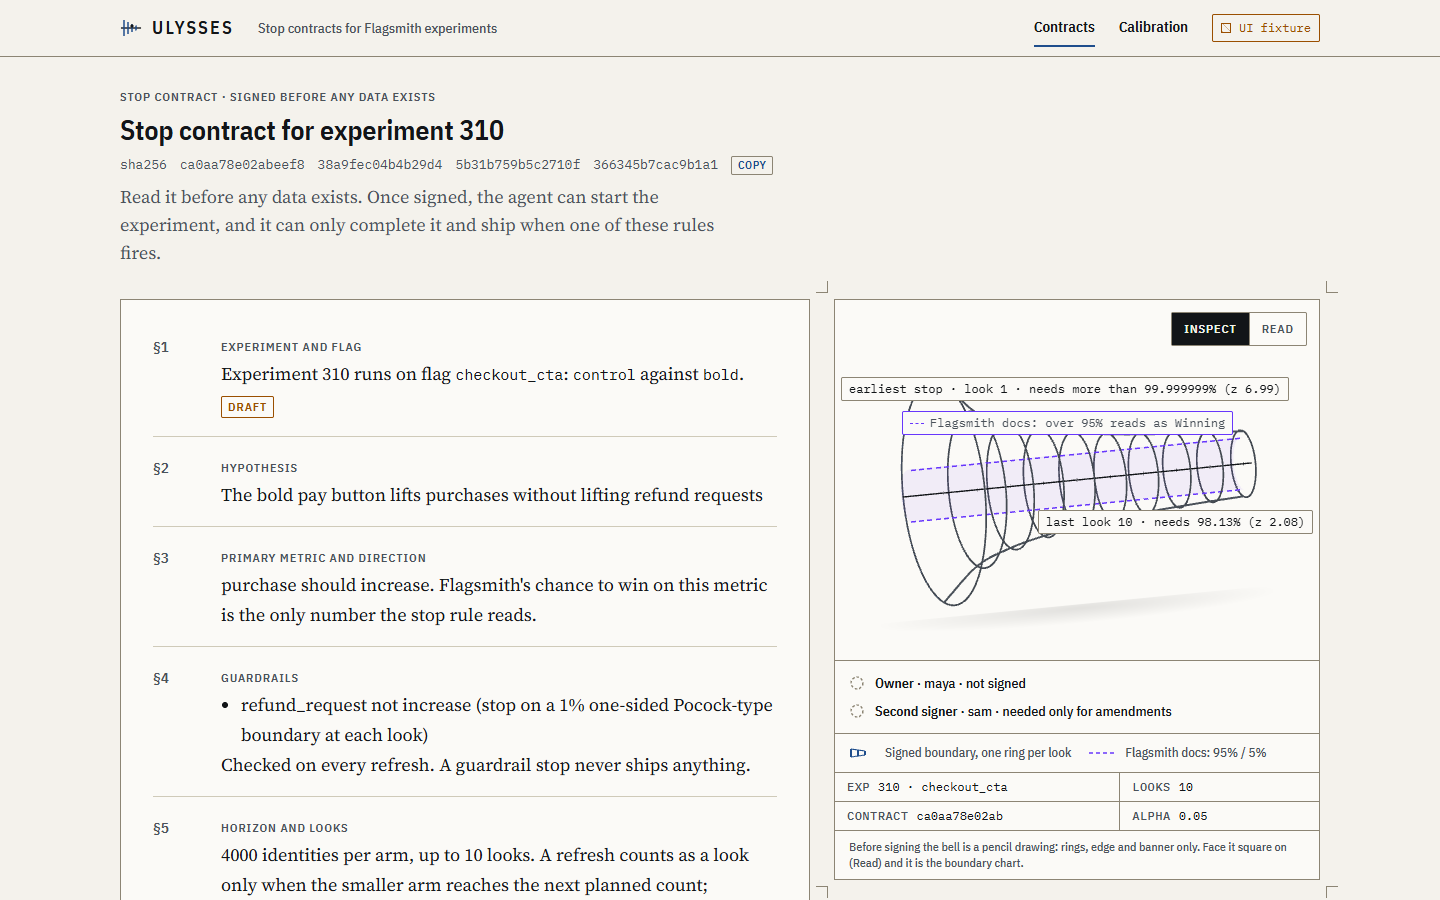 ULYSSES
Stop contracts for Flagsmith experiments
Contracts
Calibration
UI fixture
STOP CONTRACT · SIGNED BEFORE ANY DATA EXISTS
Stop contract for experiment 310
sha256 ca0aa78e02abeef8 38a9fec04b4b29d4 5b31b759b5c2710f 366345b7cac9b1a1 COPY
Read it before any data exists. Once signed, the agent can start the
experiment, and it can only complete it and ship when one of these rules
fires.
§1
EXPERIMENT AND FLAG
Experiment 310 runs on flag checkout_cta: control against bold.
DRAFT
§2
HYPOTHESIS
The bold pay button lifts purchases without lifting refund requests
§3
PRIMARY METRIC AND DIRECTION
purchase should increase. Flagsmith's chance to win on this metric
is the only number the stop rule reads.
§4
GUARDRAILS
• refund_request not increase (stop on a 1% one-sided Pocock-type
boundary at each look)
Checked on every refresh. A guardrail stop never ships anything.
§5
HORIZON AND LOOKS
4000 identities per arm, up to 10 looks. A refresh counts as a look
only when the smaller arm reaches the next planned count;
INSPECT
READ
earliest stop · look 1 · needs more than 99.999999% (z 6.99)
--- Flagsmith docs: over 95% reads as Winning
last look 10 · needs 98.13% (z 2.08)
Owner · maya · not signed
Second signer · sam · needed only for amendments
Signed boundary, one ring per look
Flagsmith docs: 95% / 5%
EXP 310 · checkout_cta
LOOKS 10
CONTRACT ca0aa78e02ab
ALPHA 0.05
Before signing the bell is a pencil drawing: rings, edge and banner only. Face it square on
(Read) and it is the boundary chart.